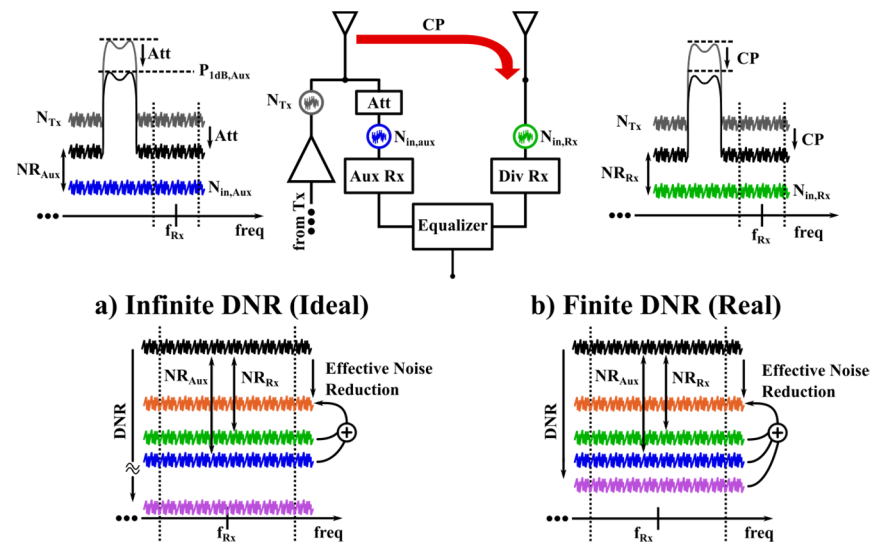 Att
P1dB,Aux
NTx
Att
NRAux
Nin,Aux
fRx
freq
CP
NTx
Att
Nin,aux
Nin,Rx
Aux Rx
Div Rx
from Tx
Equalizer
CP
NTx
CP
NRRx
Nin,Rx
fRx
freq
a) Infinite DNR (Ideal)
NRAux
NRRx
Effective Noise
Reduction
DNR
fRx
freq
b) Finite DNR (Real)
NRAux
NRRx
Effective Noise
Reduction
DNR
fRx
freq